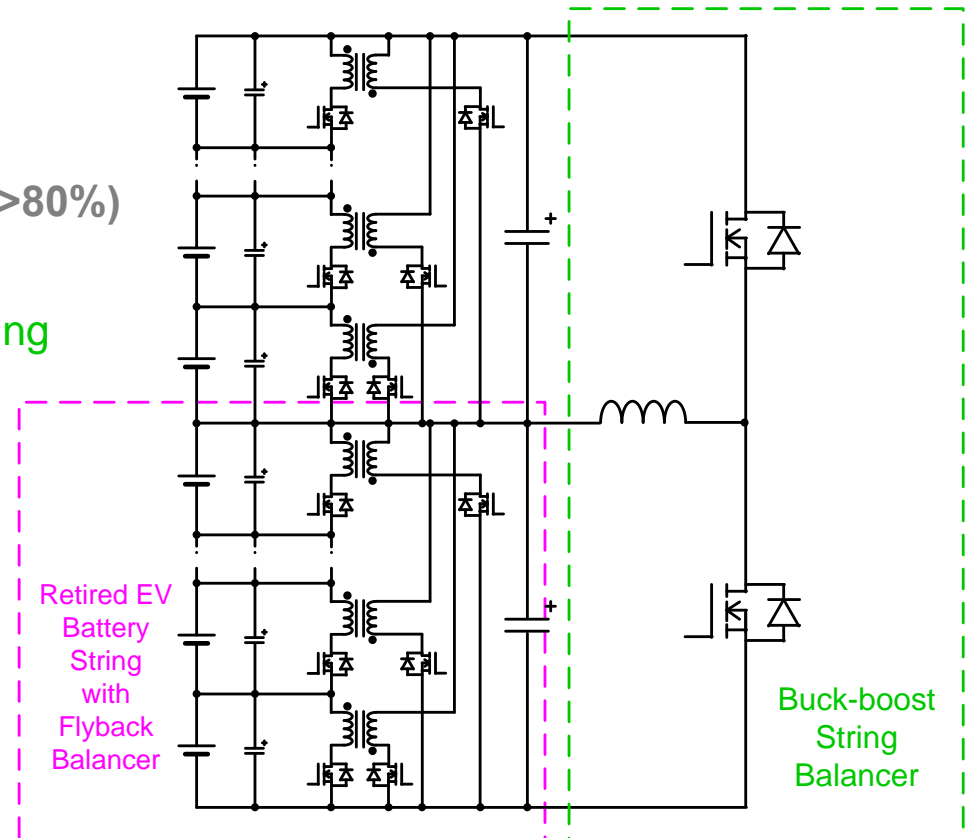 >80%)
ng
Retired EV
Battery
String
with
Flyback
Balancer
Buck-boost
String
Balancer